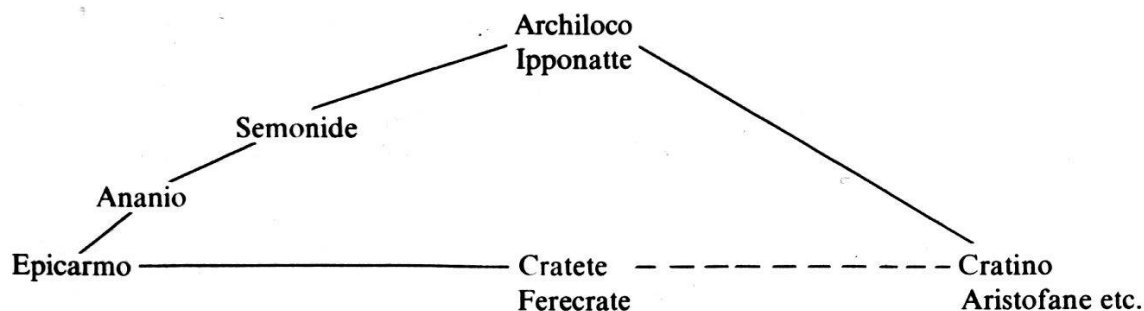 Archiloco
Ipponatte
Semonide
Ananio
Epicarmo
Cratete
Cratino
Ferecrate
Aristofane etc.